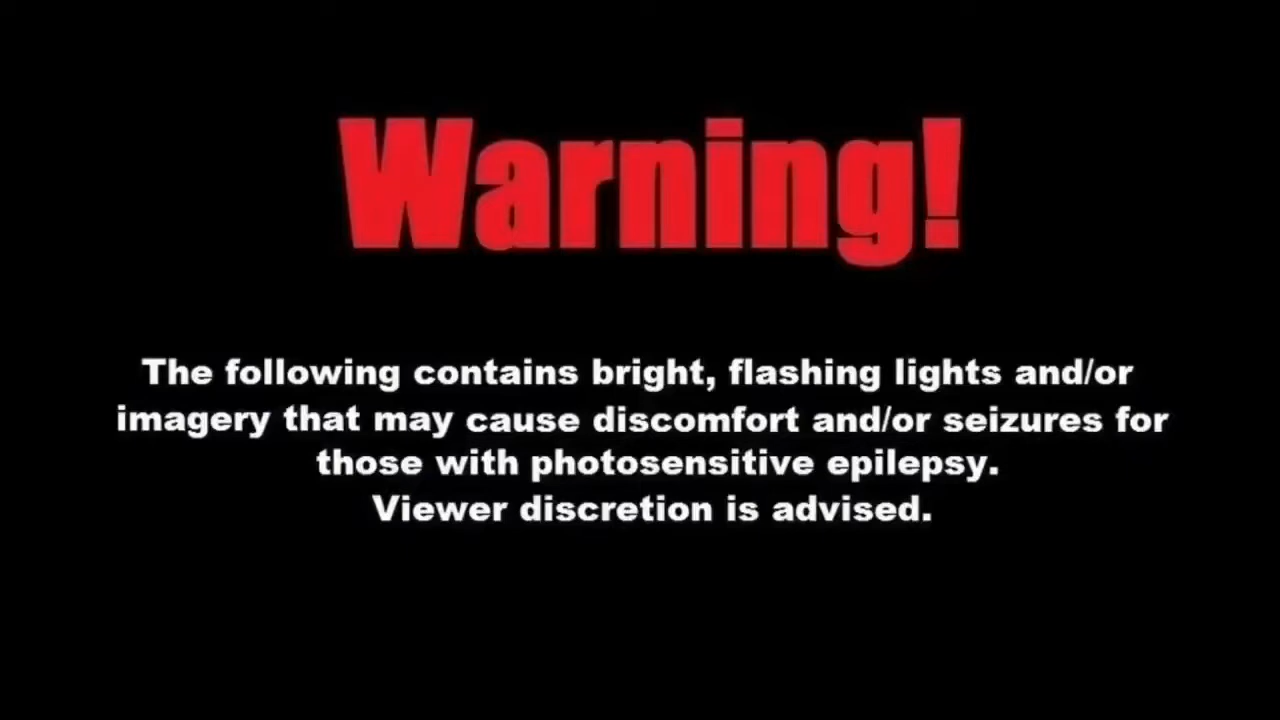 Warning!
The following contains bright, flashing lights and/or
imagery that may cause discomfort and/or seizures for
those with photosensitive epilepsy.
Viewer discretion is advised.